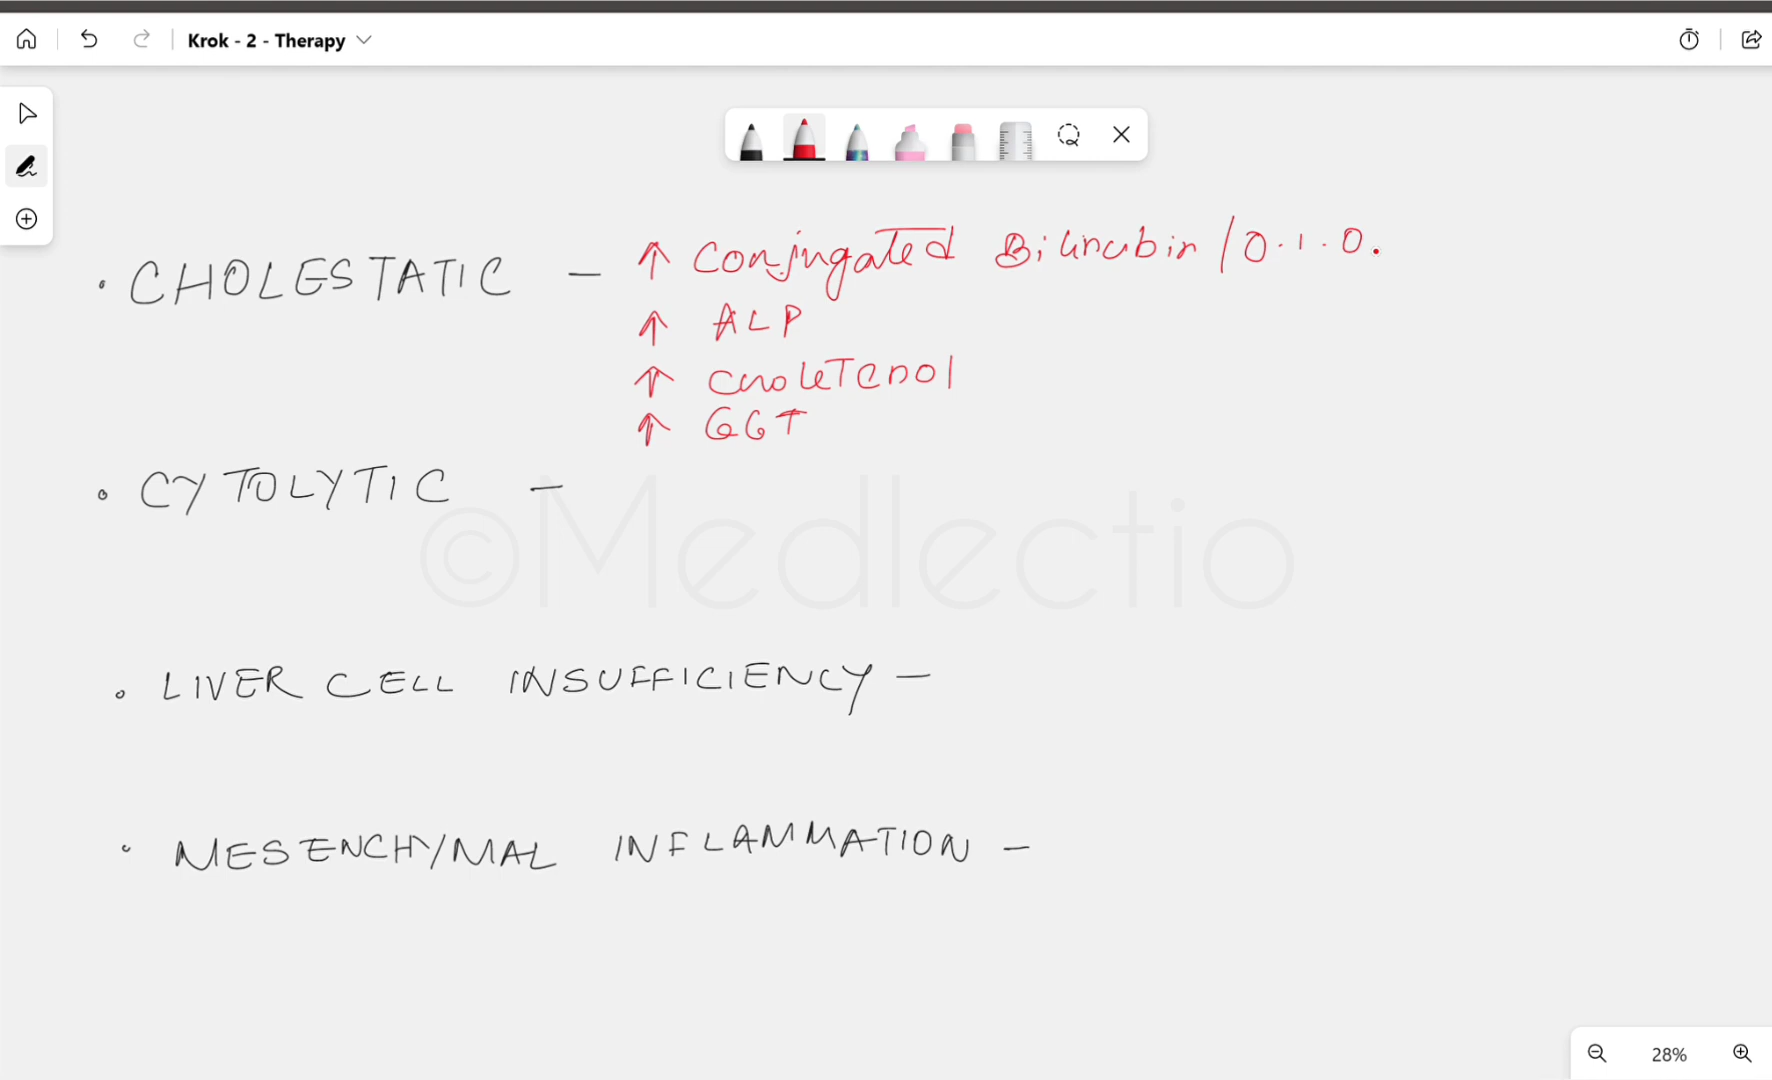 Krok - 2 - Therapy
• CHOLESTATIC - ↑ Conjugated Bilirubin / 0.1.0.
↑ ALP
↑ CholeTerol
↑ GGT
• CYTOLYTIC -
©Medlectio
• LIVER CELL INSUFFICIENCY -
• MESENCHYMAL INFLAMMATION -
28%